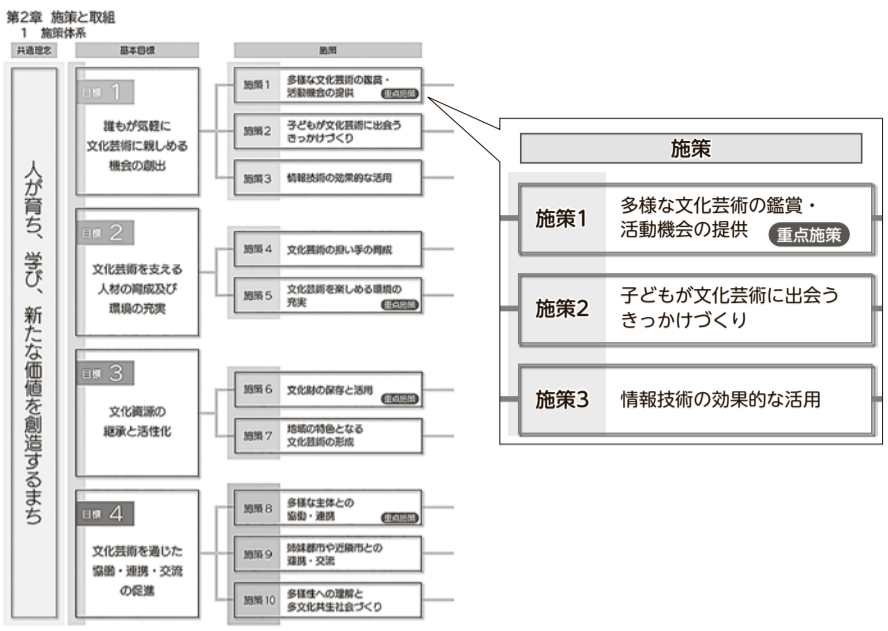 第2章 施策と取組
1 施策体系
共通理念
基本目標
施策
人が育ち、学び、新たな価値を創造するまち
目標 1
誰もが気軽に
文化芸術に親しめる
機会の創出
施策1
多様な文化芸術の鑑賞・
活動機会の提供
重点施策
施策2
子どもが文化芸術に出会う
きっかけづくり
施策3
情報技術の効果的な活用
目標 2
文化芸術を支える
人材の育成及び
環境の充実
施策4
文化芸術の担い手の育成
施策5
文化芸術を楽しめる環境の
充実
重点施策
目標 3
文化資源の
継承と活性化
施策6
文化財の保存と活用
重点施策
施策7
地域の特色となる
文化芸術の形成
目標 4
文化芸術を通じた
協働・連携・交流
の促進
施策8
多様な主体との
協働・連携
重点施策
施策9
姉妹都市や近隣市との
連携・交流
施策10
多様性への理解と
多文化共生社会づくり
施策
施策1
多様な文化芸術の鑑賞・
活動機会の提供
重点施策
施策2
子どもが文化芸術に出会う
きっかけづくり
施策3
情報技術の効果的な活用